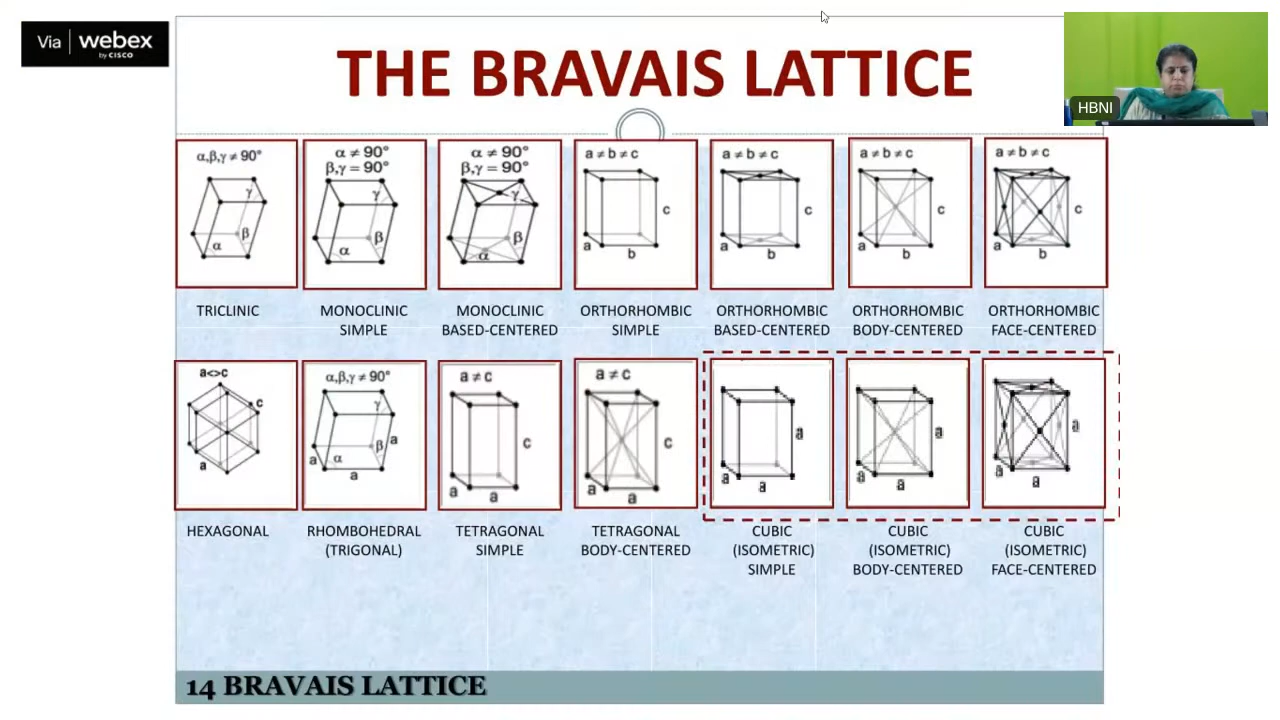 Via | webex
by CISCO
THE BRAVAIS LATTICE
HBNI
α,β,γ ≠ 90°
γ
β
α
α ≠ 90°
β,γ = 90°
γ
β
α
α ≠ 90°
β,γ = 90°
γ
β
α
a ≠ b ≠ c
c
a
b
a ≠ b ≠ c
c
a
b
a ≠ b ≠ c
c
a
b
a ≠ b ≠ c
c
a
b
TRICLINIC
MONOCLINIC
SIMPLE
MONOCLINIC
BASED-CENTERED
ORTHORHOMBIC
SIMPLE
ORTHORHOMBIC
BASED-CENTERED
ORTHORHOMBIC
BODY-CENTERED
ORTHORHOMBIC
FACE-CENTERED
a<>c
c
a
α,β,γ ≠ 90°
γ
a
β
a
α
a
a ≠ c
c
a
a
a ≠ c
c
a
a
a
a
a
a
a
a
a
a
a
HEXAGONAL
RHOMBOHEDRAL
(TRIGONAL)
TETRAGONAL
SIMPLE
TETRAGONAL
BODY-CENTERED
CUBIC
(ISOMETRIC)
SIMPLE
CUBIC
(ISOMETRIC)
BODY-CENTERED
CUBIC
(ISOMETRIC)
FACE-CENTERED
14 BRAVAIS LATTICE